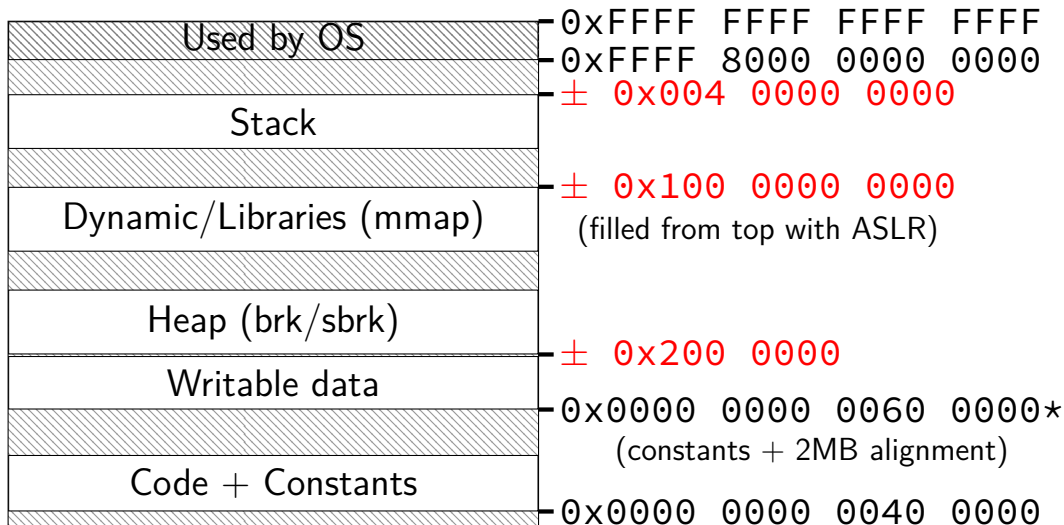 0xFFFF FFFF FFFF FFFF
Used by OS
0xFFFF 8000 0000 0000
± 0x004 0000 0000
Stack
± 0x100 0000 0000
Dynamic/Libraries (mmap)
(filled from top with ASLR)
Heap (brk/sbrk)
± 0x200 0000
Writable data
0x0000 0000 0060 0000*
(constants + 2MB alignment)
Code + Constants
0x0000 0000 0040 0000